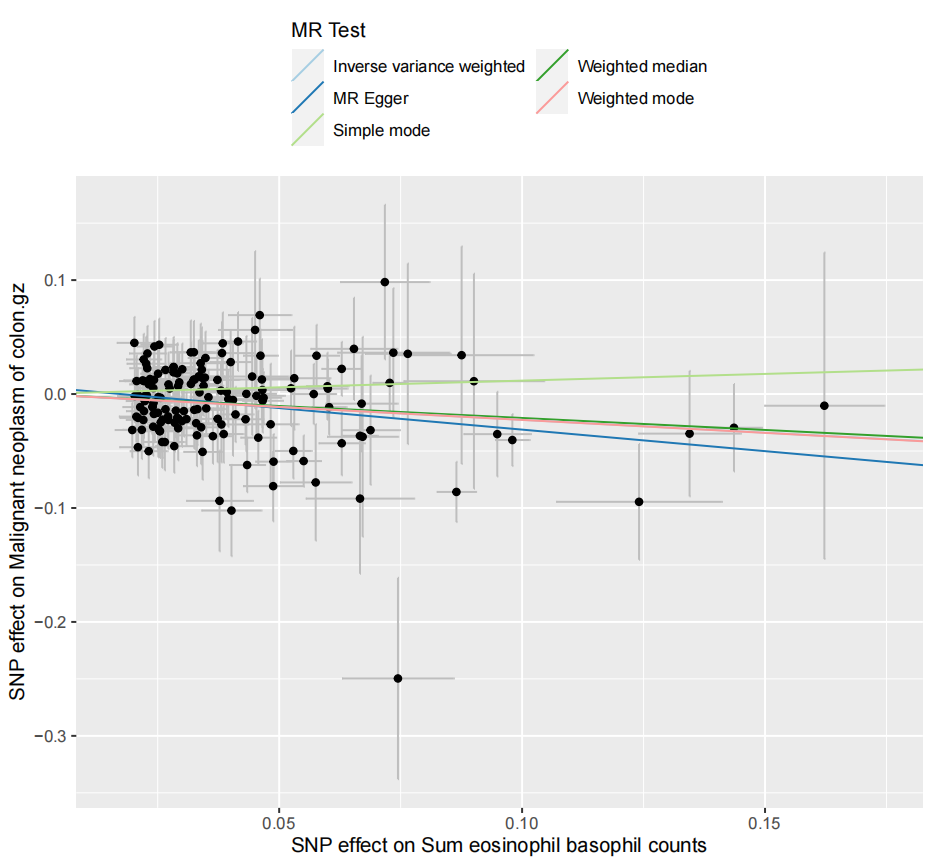 MR Test
Inverse variance weighted
Weighted median
MR Egger
Weighted mode
Simple mode
SNP effect on Malignant neoplasm of colon.gz
0.1
0.0
−0.1
−0.2
−0.3
0.05
0.10
0.15
SNP effect on Sum eosinophil basophil counts